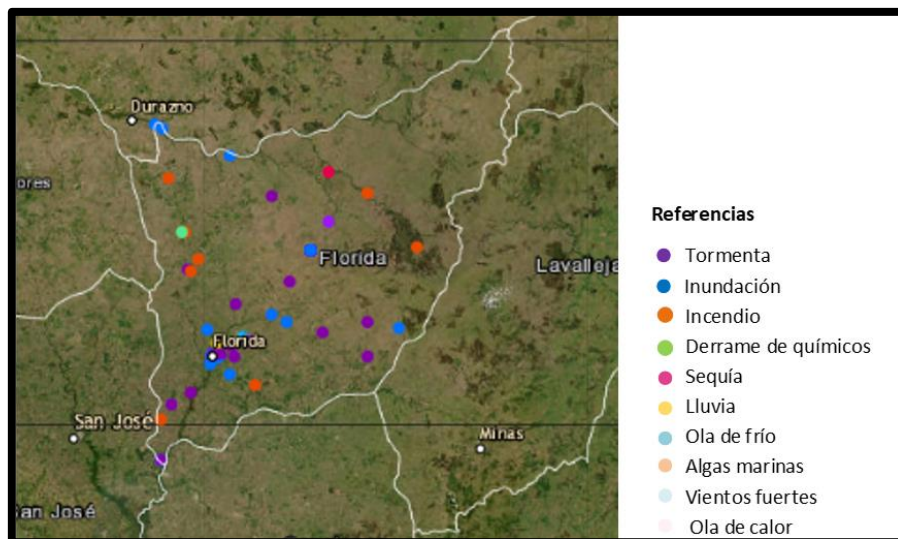 Durazno
ores
Florida
Lavalleja
Florida
San José
Minas
an José
Referencias
Tormenta
Inundación
Incendio
Derrame de químicos
Sequía
Lluvia
Ola de frío
Algas marinas
Vientos fuertes
Ola de calor